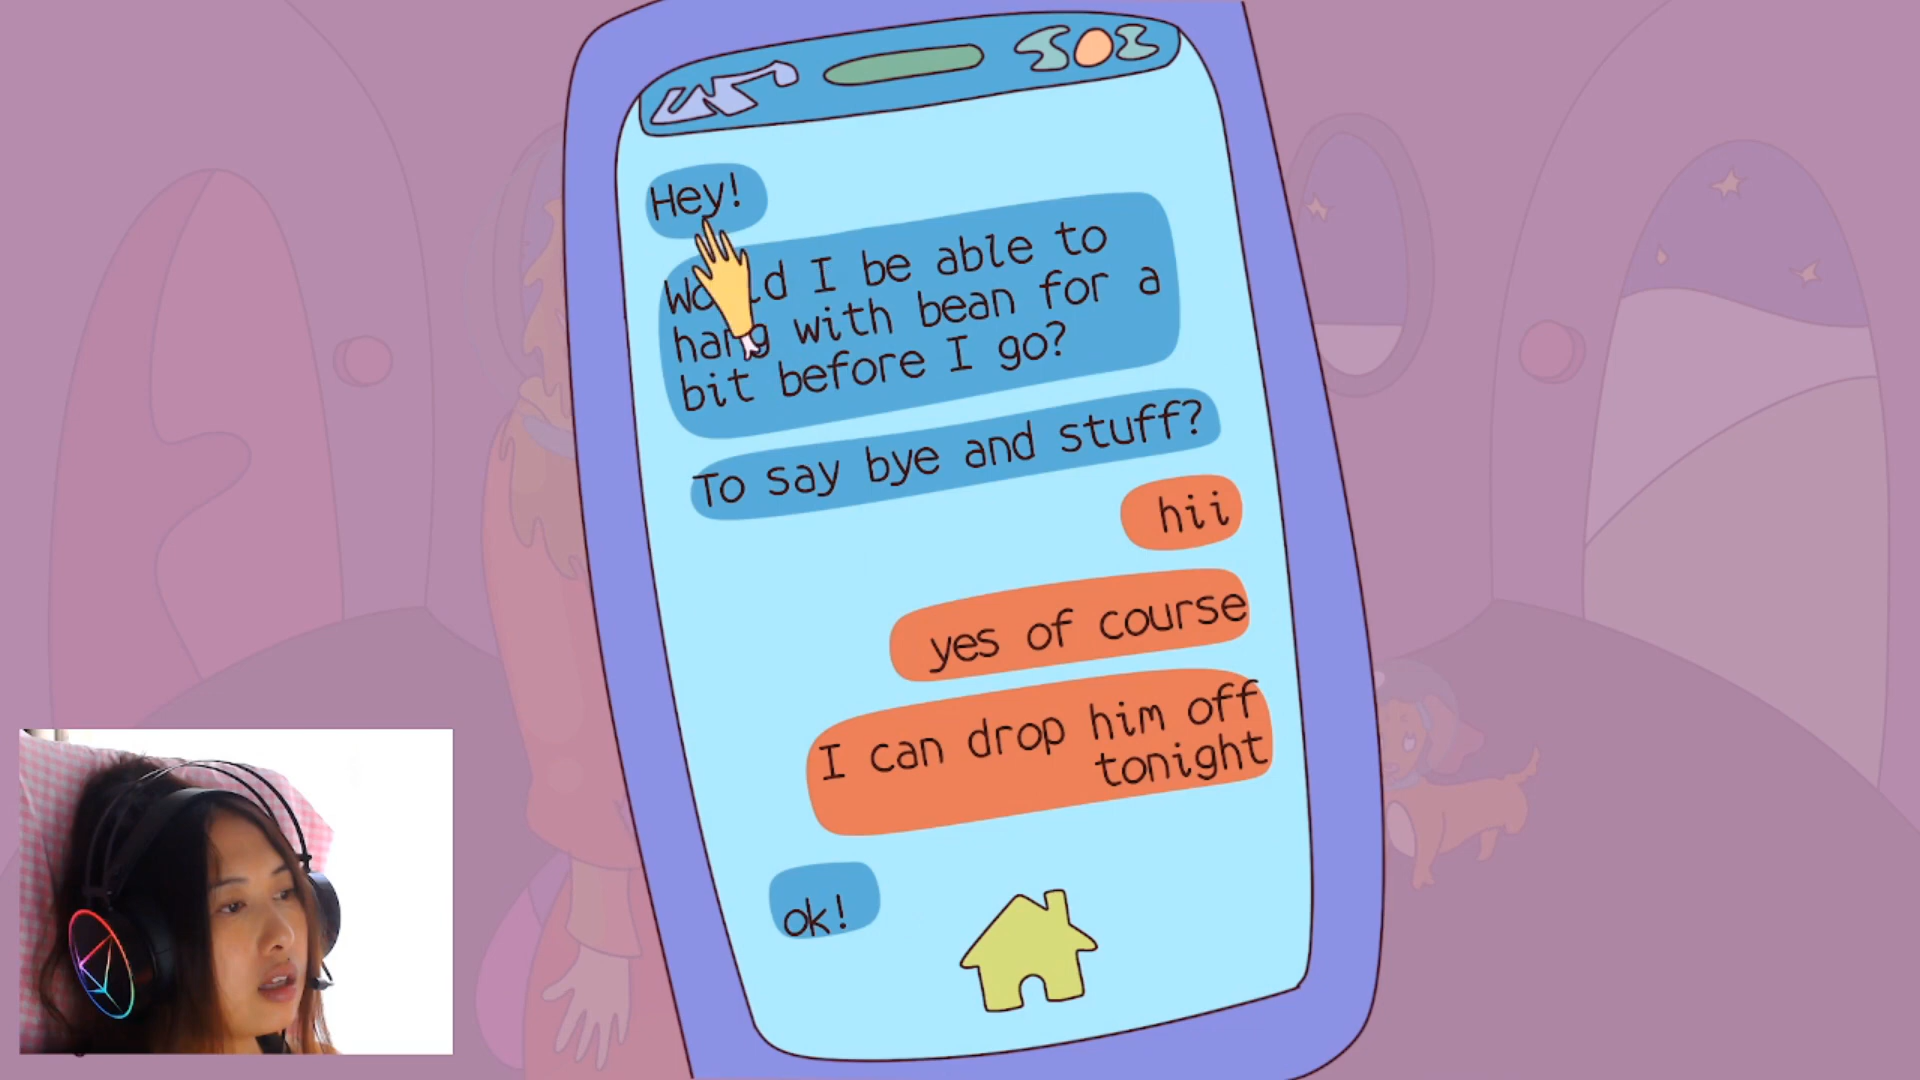 Hey!
I be able to
hang with bean for a
bit before I go?
To say bye and stuff?
hii
yes of course
I can drop him off
tonight
ok!